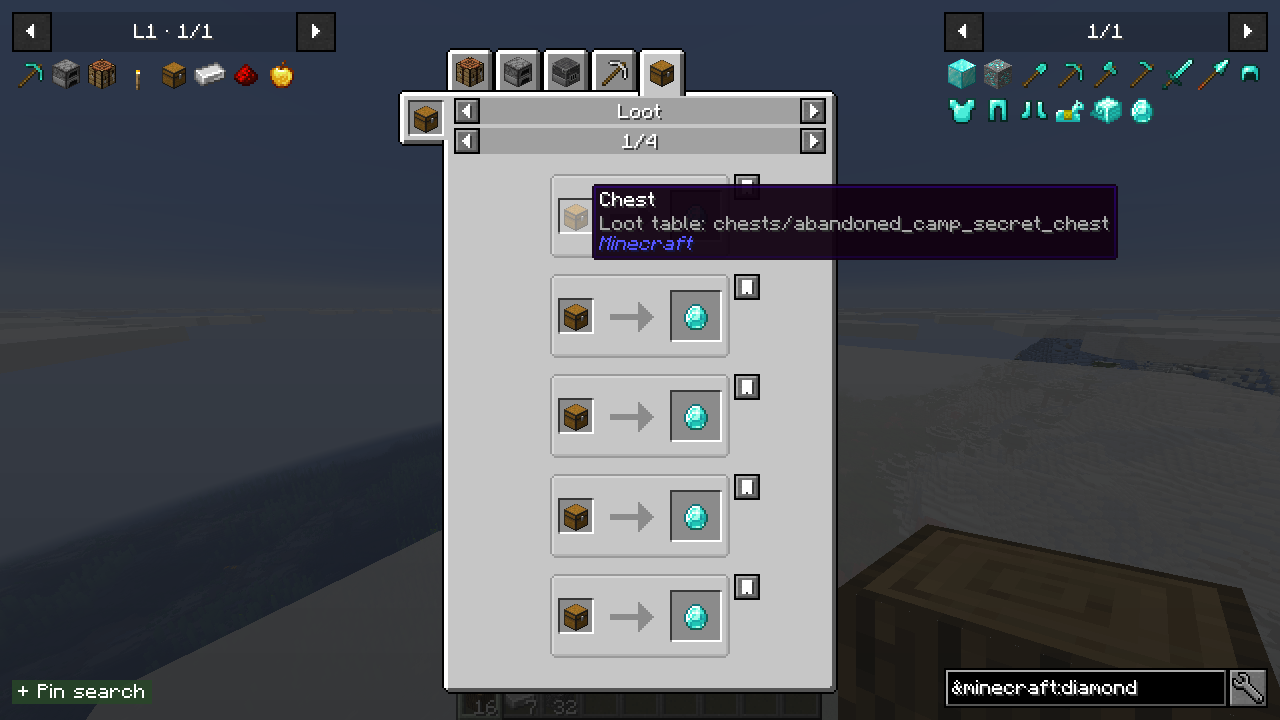 L1 · 1/1
1/1
Loot
1/4
Chest
Loot table: chests/abandoned_camp_secret_chest
Minecraft
+ Pin search
&minecraft:diamond
16 7 32